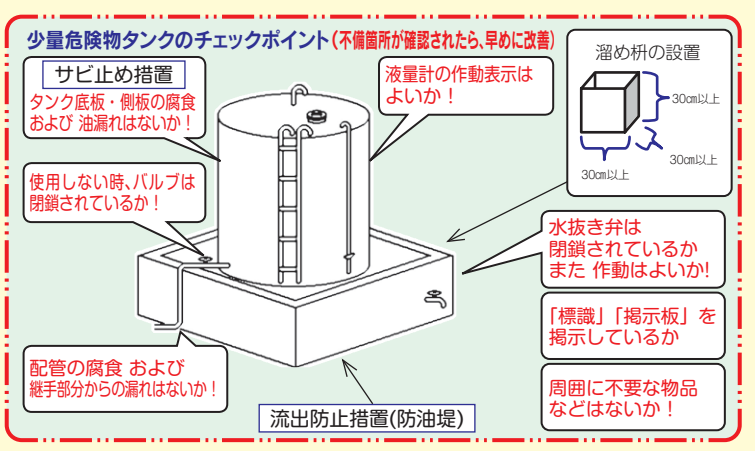 少量危険物タンクのチェックポイント(不備箇所が確認されたら、早めに改善)
サビ止め措置
タンク底板・側板の腐食
および 油漏れはないか！
液量計の作動表示は
よいか！
溜め枡の設置
30㎝以上
30㎝以上
30㎝以上
使用しない時、バルブは
閉鎖されているか！
水抜き弁は
閉鎖されているか
また 作動はよいか!
「標識」「掲示板」を
掲示しているか
配管の腐食 および
継手部分からの漏れはないか！
周囲に不要な物品
などはないか！
流出防止措置(防油堤)